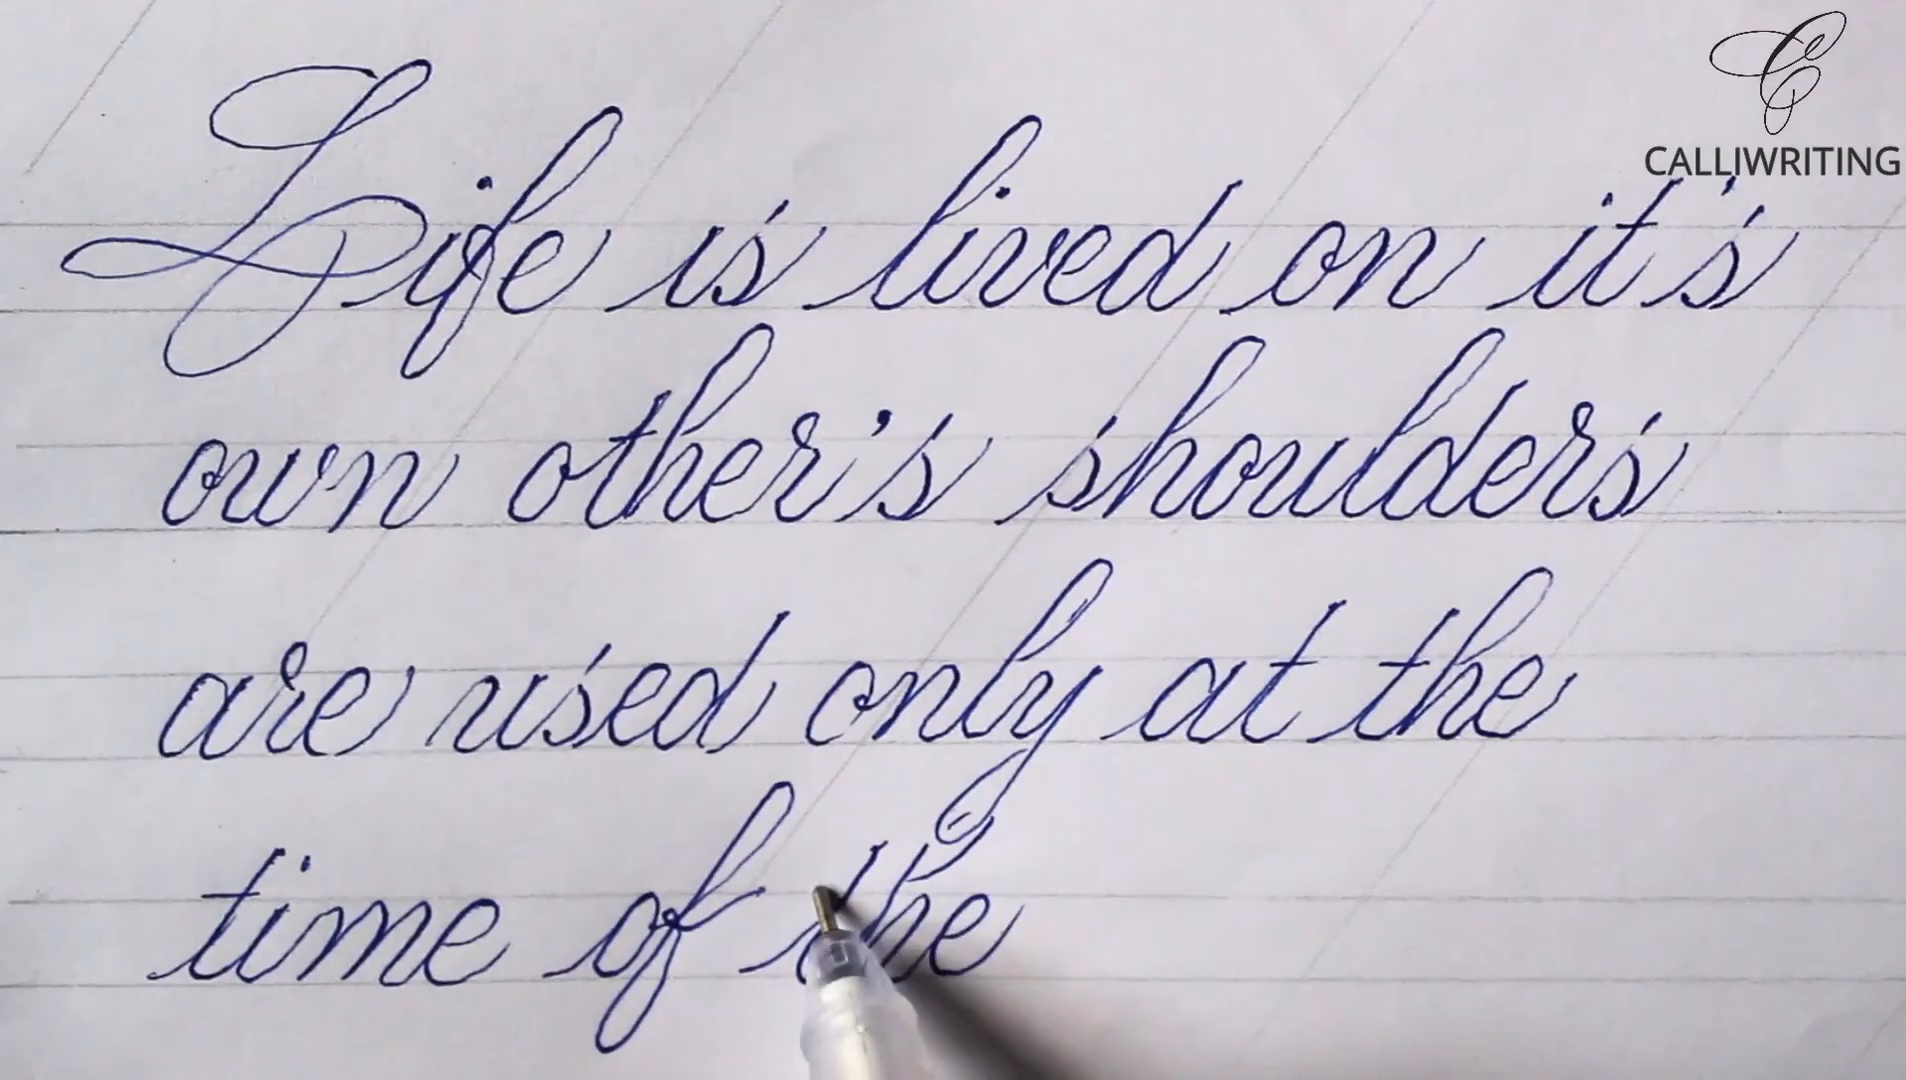 CALLIWRITING
Life is lived on it's
own other's shoulders
are used only at the
time of the